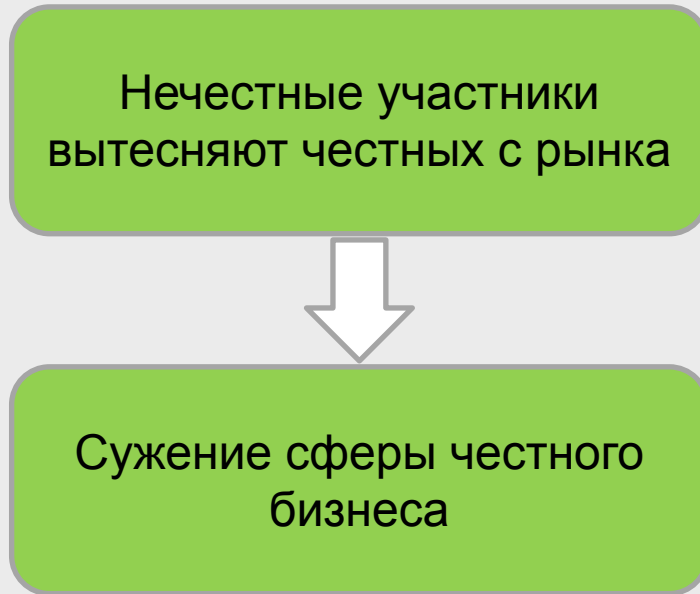 Нечестные участники
вытесняют честных с рынка
Сужение сферы честного
бизнеса